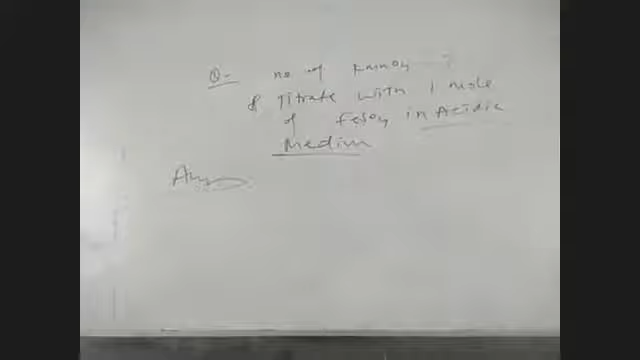 Q- no of KmnO4
& Titrate with 1 mole
of FeSO4 in Acidic
Medium
Ans